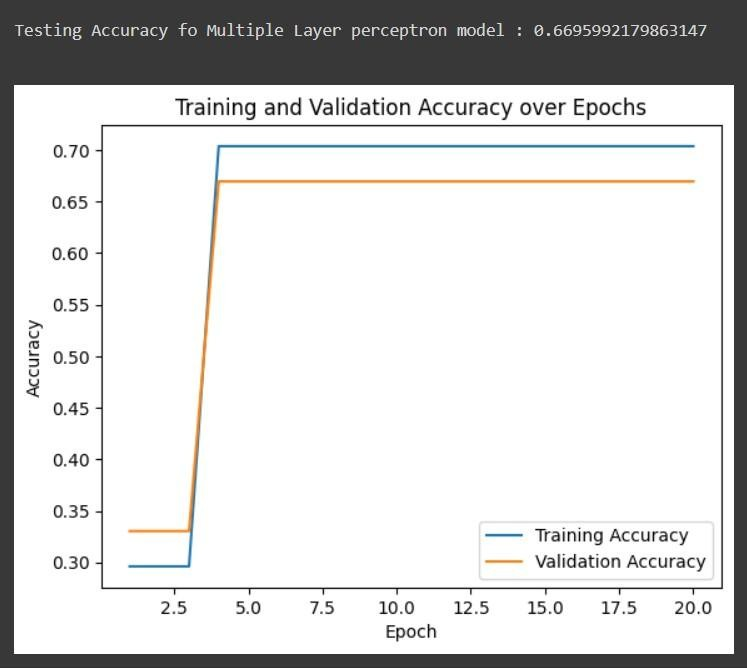 Testing Accuracy fo Multiple Layer perceptron model : 0.6695992179863147
Training and Validation Accuracy over Epochs
0.70
0.65
0.60
0.55
0.50
0.45
0.40
0.35
0.30
Accuracy
Training Accuracy
Validation Accuracy
2.5 5.0 7.5 10.0 12.5 15.0 17.5 20.0
Epoch